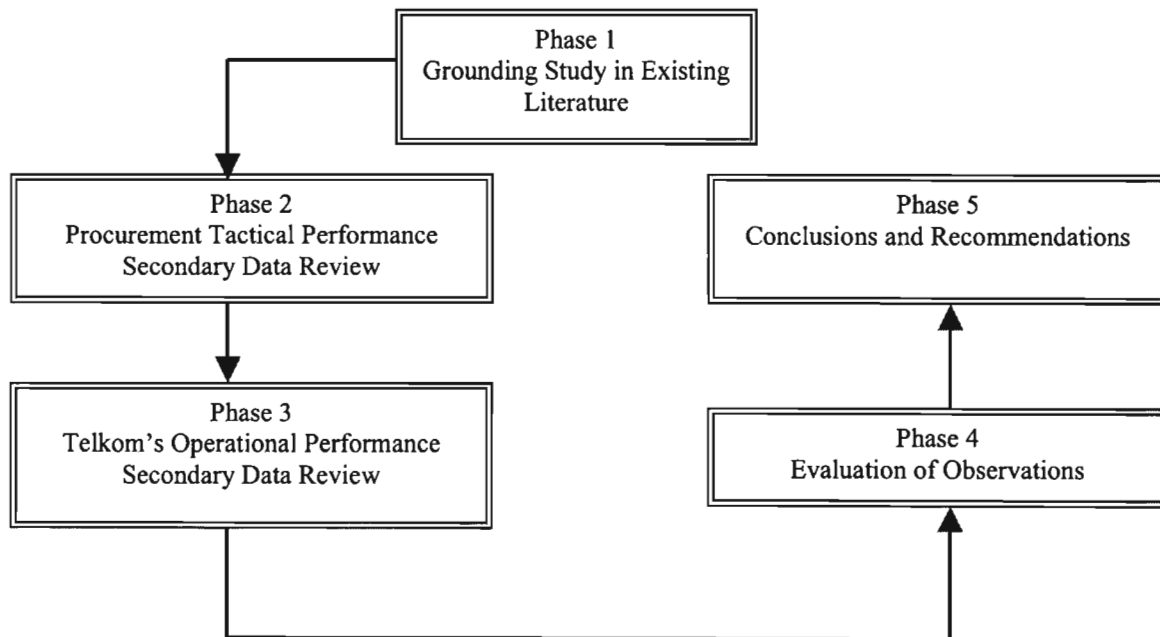 Phase 1
Grounding Study in Existing
Literature
Phase 2
Procurement Tactical Performance
Secondary Data Review
Phase 3
Telkom's Operational Performance
Secondary Data Review
Phase 4
Evaluation of Observations
Phase 5
Conclusions and Recommendations